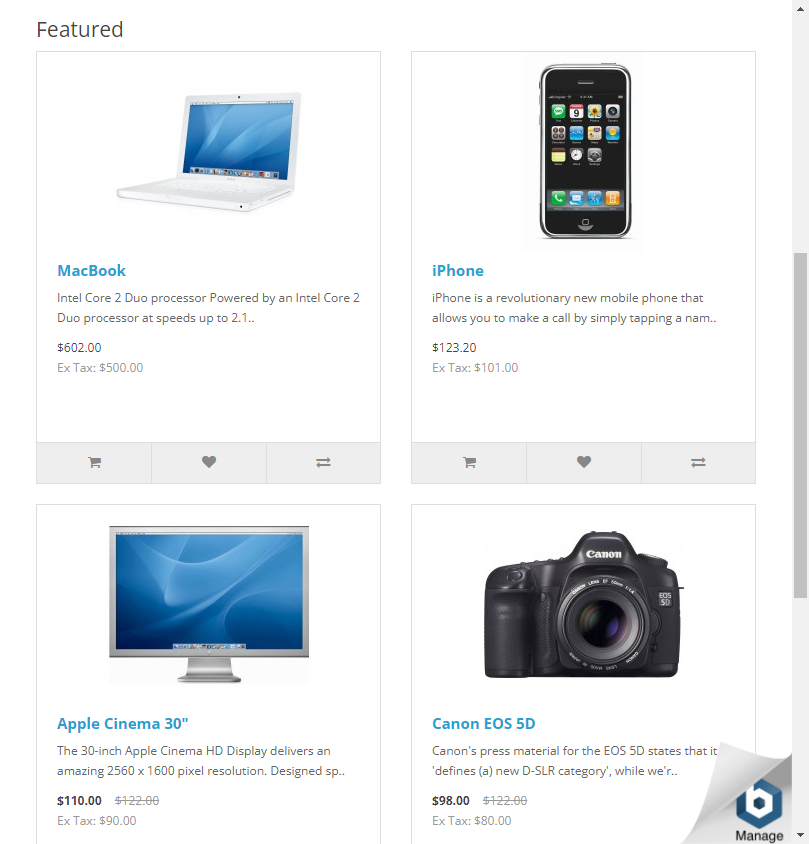 Featured
MacBook
Intel Core 2 Duo processor Powered by an Intel Core 2
Duo processor at speeds up to 2.1..
$602.00
Ex Tax: $500.00
iPhone
iPhone is a revolutionary new mobile phone that
allows you to make a call by simply tapping a nam..
$123.20
Ex Tax: $101.00
Apple Cinema 30"
The 30-inch Apple Cinema HD Display delivers an
amazing 2560 x 1600 pixel resolution. Designed sp..
$110.00 $122.00
Ex Tax: $90.00
Canon
EOS
5D
Canon EOS 5D
Canon's press material for the EOS 5D states that it
'defines (a) new D-SLR category', while we'r..
$98.00 $122.00
Ex Tax: $80.00
Manage